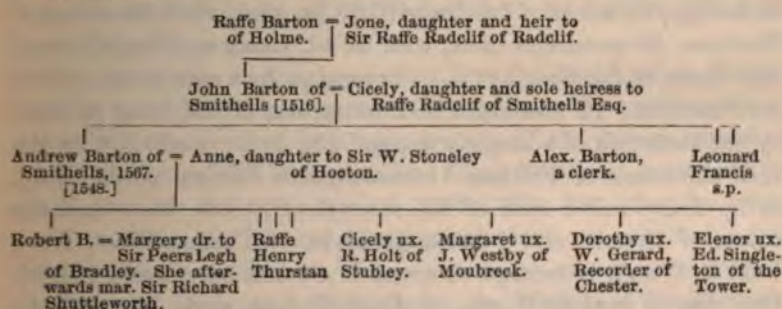 Raffe Barton = Jone, daughter and heir to
of Holme. Sir Raffe Radclif of Radclif.
John Barton of = Cicely, daughter and sole heiress to
Smithells [1516]. Raffe Radclif of Smithells Esq.
Andrew Barton of = Anne, daughter to Sir W. Stoneley Alex. Barton, Leonard
Smithells, 1567. of Hooton. a clerk. Francis
[1548.] s.p.
Robert B. = Margery dr. to Raffe Cicely ux. Margaret ux. Dorothy ux. Elenor ux.
Sir Peers Legh Henry R. Holt of J. Westby of W. Gerard, Ed. Single-
of Bradley. She after- Thurstan Stubley. Moubreck. Recorder of ton of the
wards mar. Sir Richard Chester. Tower.
Shuttleworth.